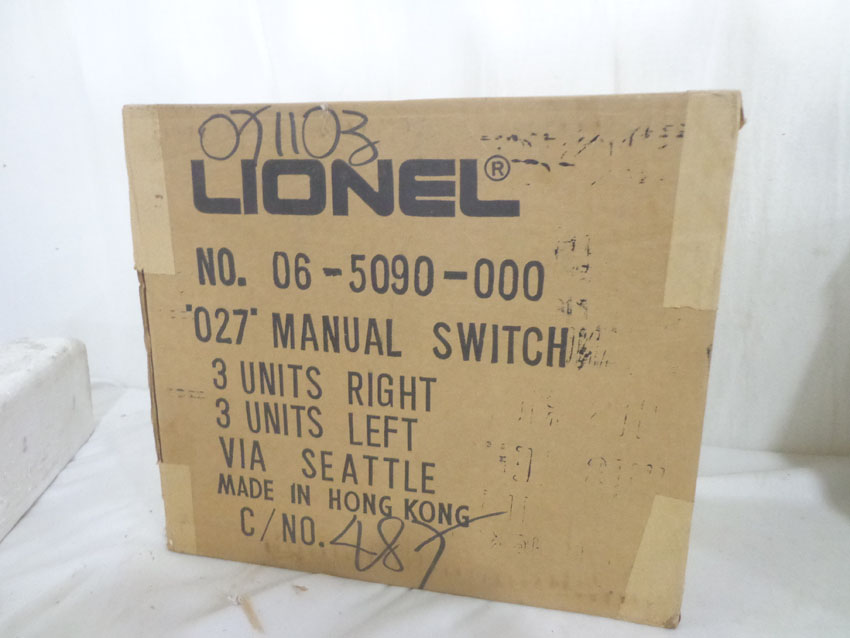 071103
LIONEL®
NO. 06-5090-000
"027" MANUAL SWITCH
3 UNITS RIGHT
3 UNITS LEFT
VIA SEATTLE
MADE IN HONG KONG
C/NO. 487